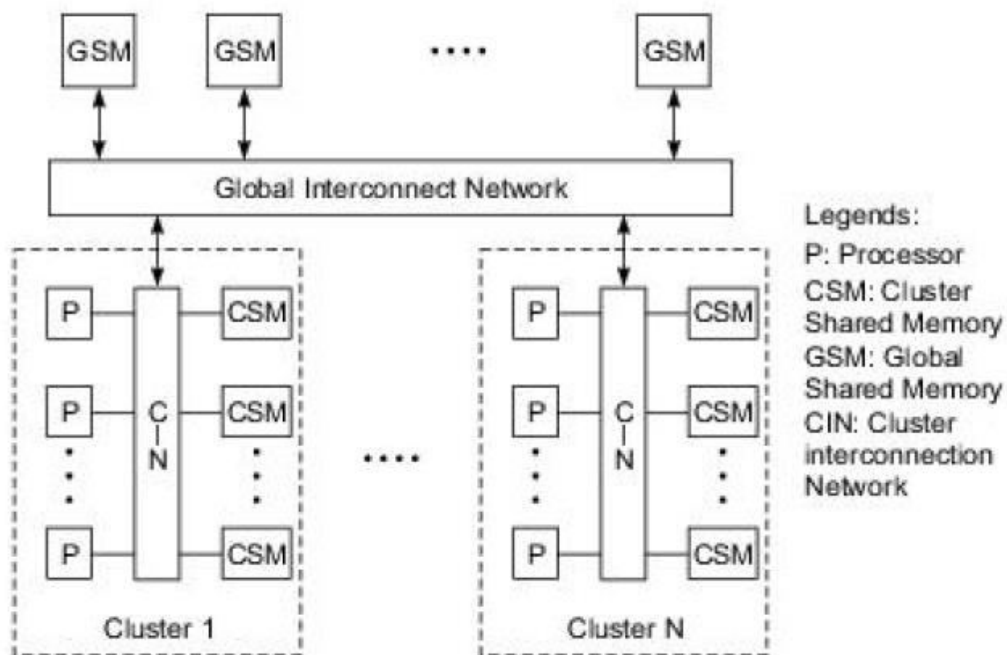 GSM GSM GSM
Global Interconnect Network
Legends:
P: Processor
CSM: Cluster
Shared Memory
GSM: Global
Shared Memory
CIN: Cluster
interconnection
Network
P CSM
P CSM
P CSM
C
I
N
Cluster 1
P CSM
P CSM
P CSM
C
I
N
Cluster N